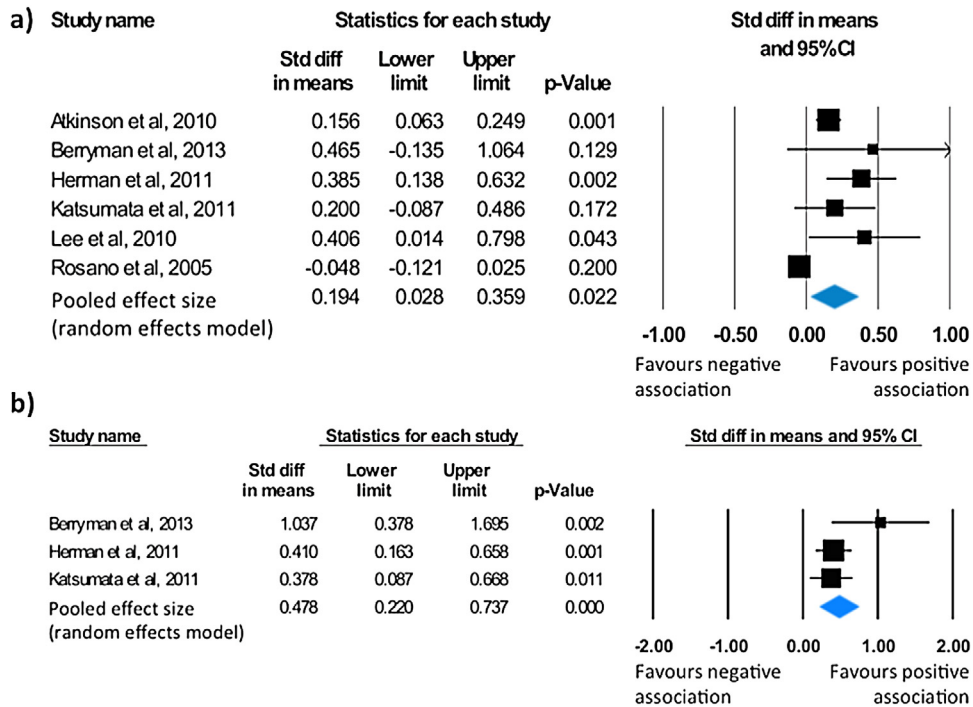 a) Study name Statistics for each study Std diff in means
and 95%CI
Std diff Lower Upper
in means limit limit p-Value
Atkinson et al, 2010 0.156 0.063 0.249 0.001
Berryman et al, 2013 0.465 -0.135 1.064 0.129
Herman et al, 2011 0.385 0.138 0.632 0.002
Katsumata et al, 2011 0.200 -0.087 0.486 0.172
Lee et al, 2010 0.406 0.014 0.798 0.043
Rosano et al, 2005 -0.048 -0.121 0.025 0.200
Pooled effect size 0.194 0.028 0.359 0.022
(random effects model)
-1.00 -0.50 0.00 0.50 1.00
Favours negative Favours positive
association association
b)
Study name Statistics for each study Std diff in means and 95% CI
Std diff Lower Upper
in means limit limit p-Value
Berryman et al, 2013 1.037 0.378 1.695 0.002
Herman et al, 2011 0.410 0.163 0.658 0.001
Katsumata et al, 2011 0.378 0.087 0.668 0.011
Pooled effect size 0.478 0.220 0.737 0.000
(random effects model)
-2.00 -1.00 0.00 1.00 2.00
Favours negative Favours positive
association association